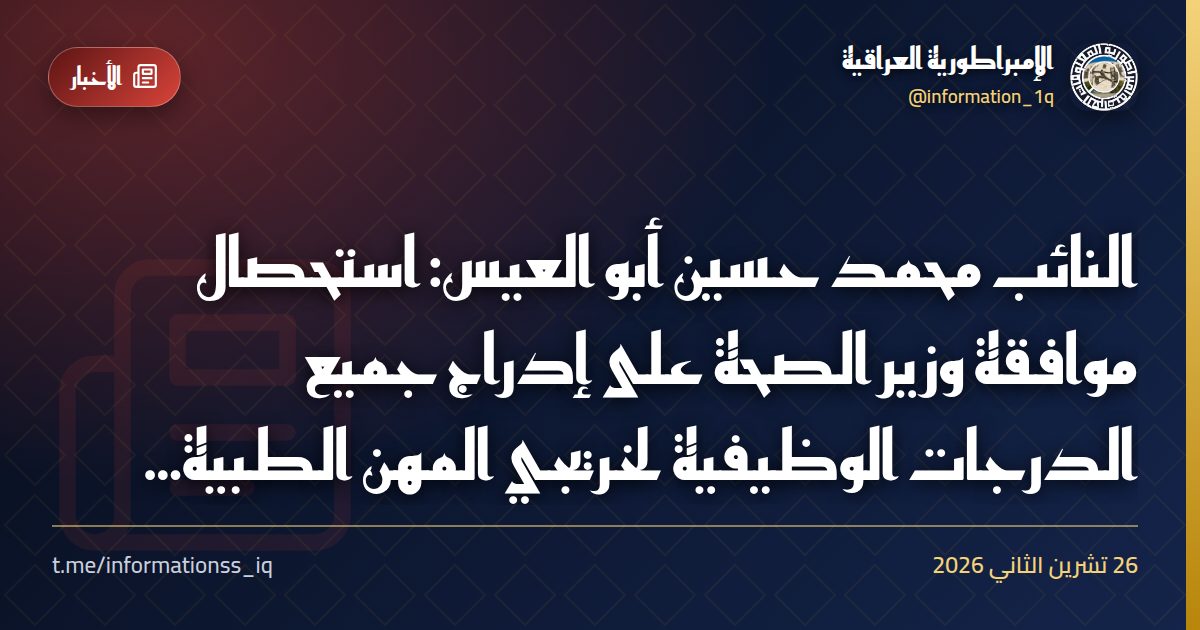 الإمبراطورية العراقية
@information_1q
الأخبار
النائب محمد حسين أبو العيس: استحصال
موافقة وزير الصحة على إدراج جميع
الدرجات الوظيفية لخريجي المهن الطبية...
26 تشرين الثاني 2026
t.me/informationss_iq